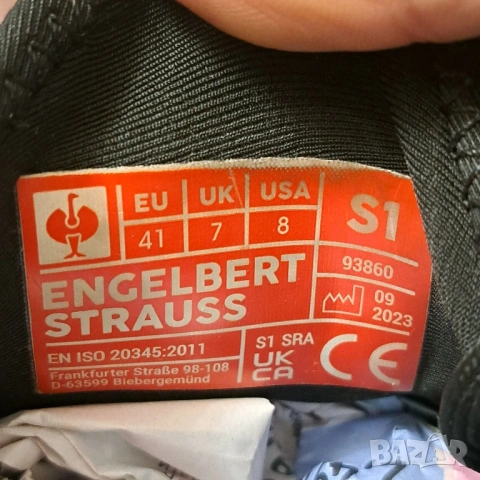 EU UK USA
41 7 8
S1
93860
09
2023
ENGELBERT
STRAUSS
EN ISO 20345:2011
Frankfurter Straße 98-108
D-63599 Biebergemünd
S1 SRA
UK
CA
CE
BAZAR